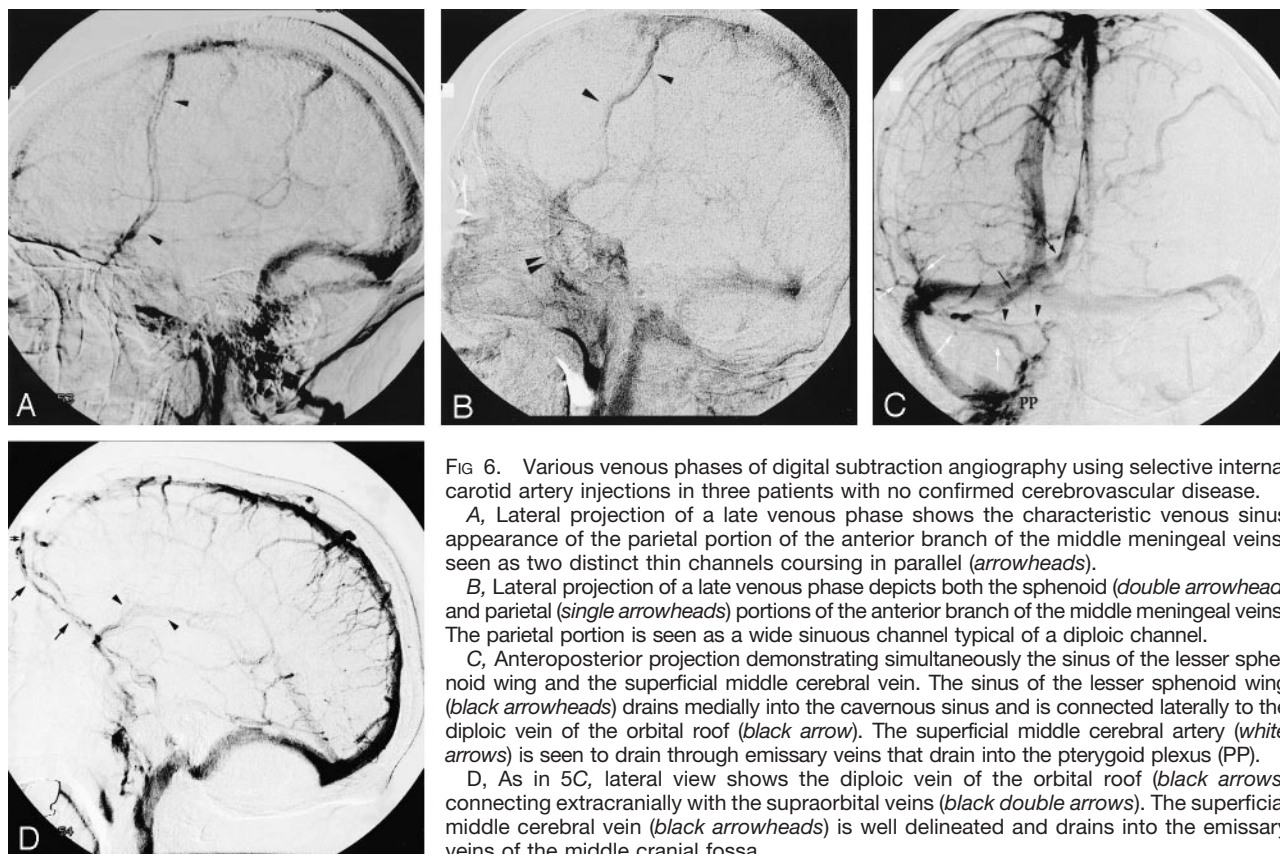 A
B
C
PP
D
FIG 6. Various venous phases of digital subtraction angiography using selective interna
carotid artery injections in three patients with no confirmed cerebrovascular disease.
A, Lateral projection of a late venous phase shows the characteristic venous sinus
appearance of the parietal portion of the anterior branch of the middle meningeal veins
seen as two distinct thin channels coursing in parallel (arrowheads).
B, Lateral projection of a late venous phase depicts both the sphenoid (double arrowhead
and parietal (single arrowheads) portions of the anterior branch of the middle meningeal veins
The parietal portion is seen as a wide sinuous channel typical of a diploic channel.
C, Anteroposterior projection demonstrating simultaneously the sinus of the lesser sphe-
noid wing and the superficial middle cerebral vein. The sinus of the lesser sphenoid wing
(black arrowheads) drains medially into the cavernous sinus and is connected laterally to the
diploic vein of the orbital roof (black arrow). The superficial middle cerebral artery (white
arrows) is seen to drain through emissary veins that drain into the pterygoid plexus (PP).
D, As in 5C, lateral view shows the diploic vein of the orbital roof (black arrows
connecting extracranially with the supraorbital veins (black double arrows). The superficia
middle cerebral vein (black arrowheads) is well delineated and drains into the emissary
veins of the middle cranial fossa